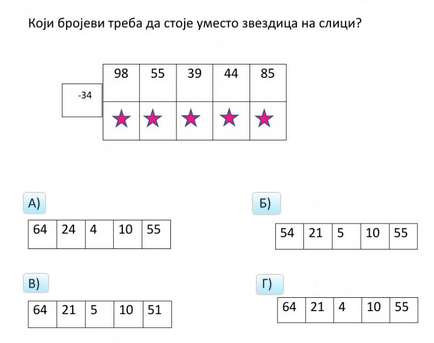 Који бројеви треба да стоје уместо звездица на слици?
98 55 39 44 85
-34
А)
64 24 4 10 55
Б)
54 21 5 10 55
В)
64 21 5 10 51
Г)
64 21 4 10 55